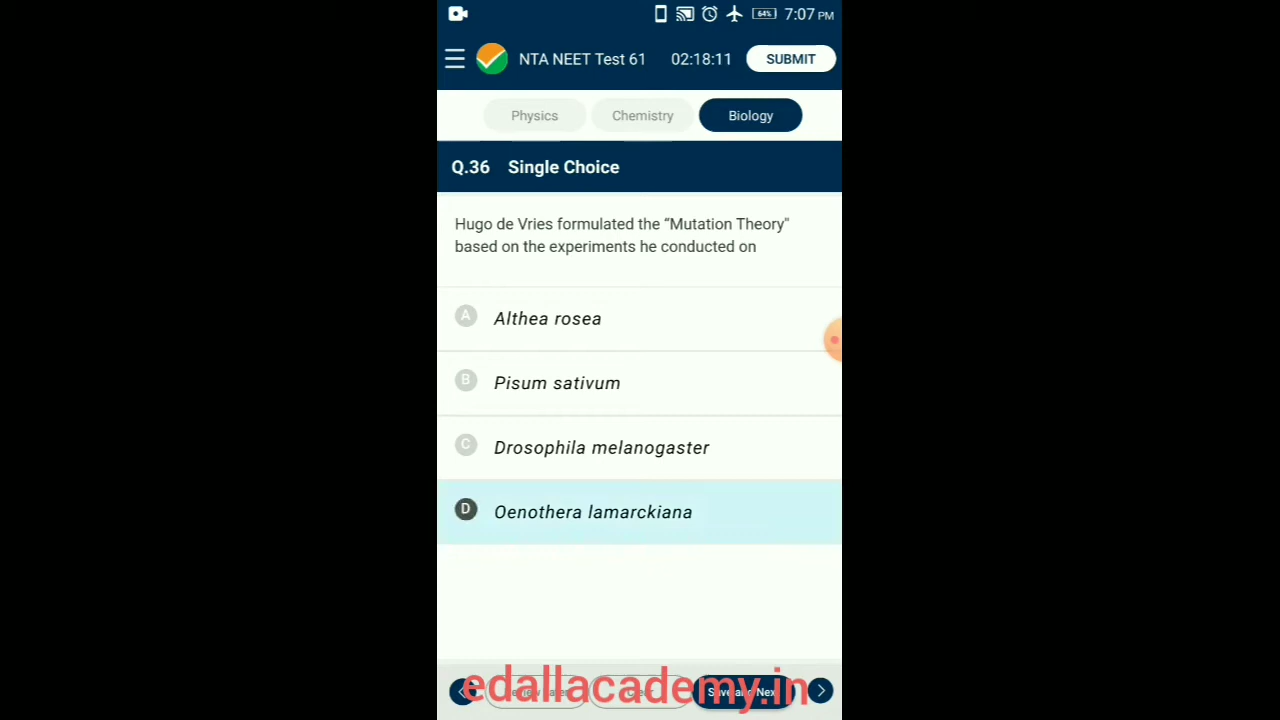 64% 7:07 PM
NTA NEET Test 61 02:18:11 SUBMIT
Physics Chemistry Biology
Q.36 Single Choice
Hugo de Vries formulated the “Mutation Theory”
based on the experiments he conducted on
A Althea rosea
B Pisum sativum
C Drosophila melanogaster
D Oenothera lamarckiana
edallacademy.in